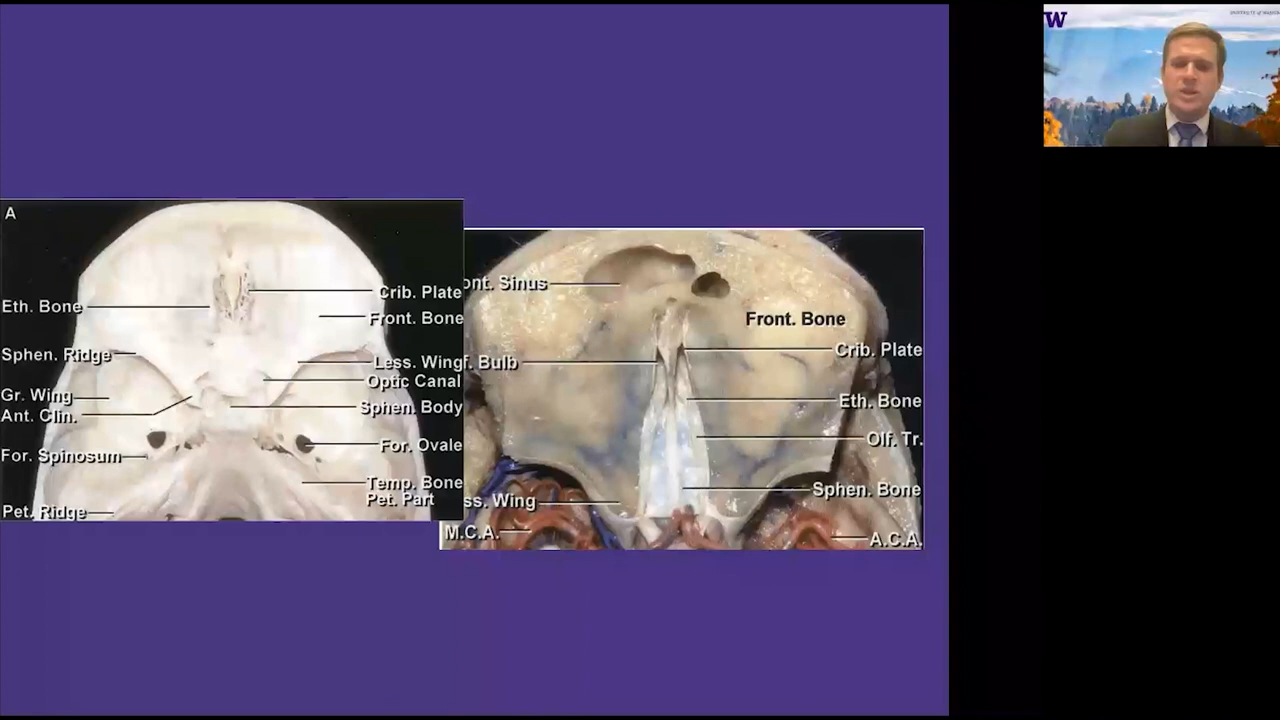 A
Eth. Bone
Sphen. Ridge
Gr. Wing
Ant. Clin.
For. Spinosum
Pet. Ridge
Crib. Plate
Front. Bone
Less. Wing
Optic Canal
Sphen. Body
For. Ovale
Temp. Bone
Pet. Part
ont. Sinus
f. Bulb
ss. Wing
M.C.A.
Front. Bone
Crib. Plate
Eth. Bone
Olf. Tr.
Sphen. Bone
A.C.A.
W